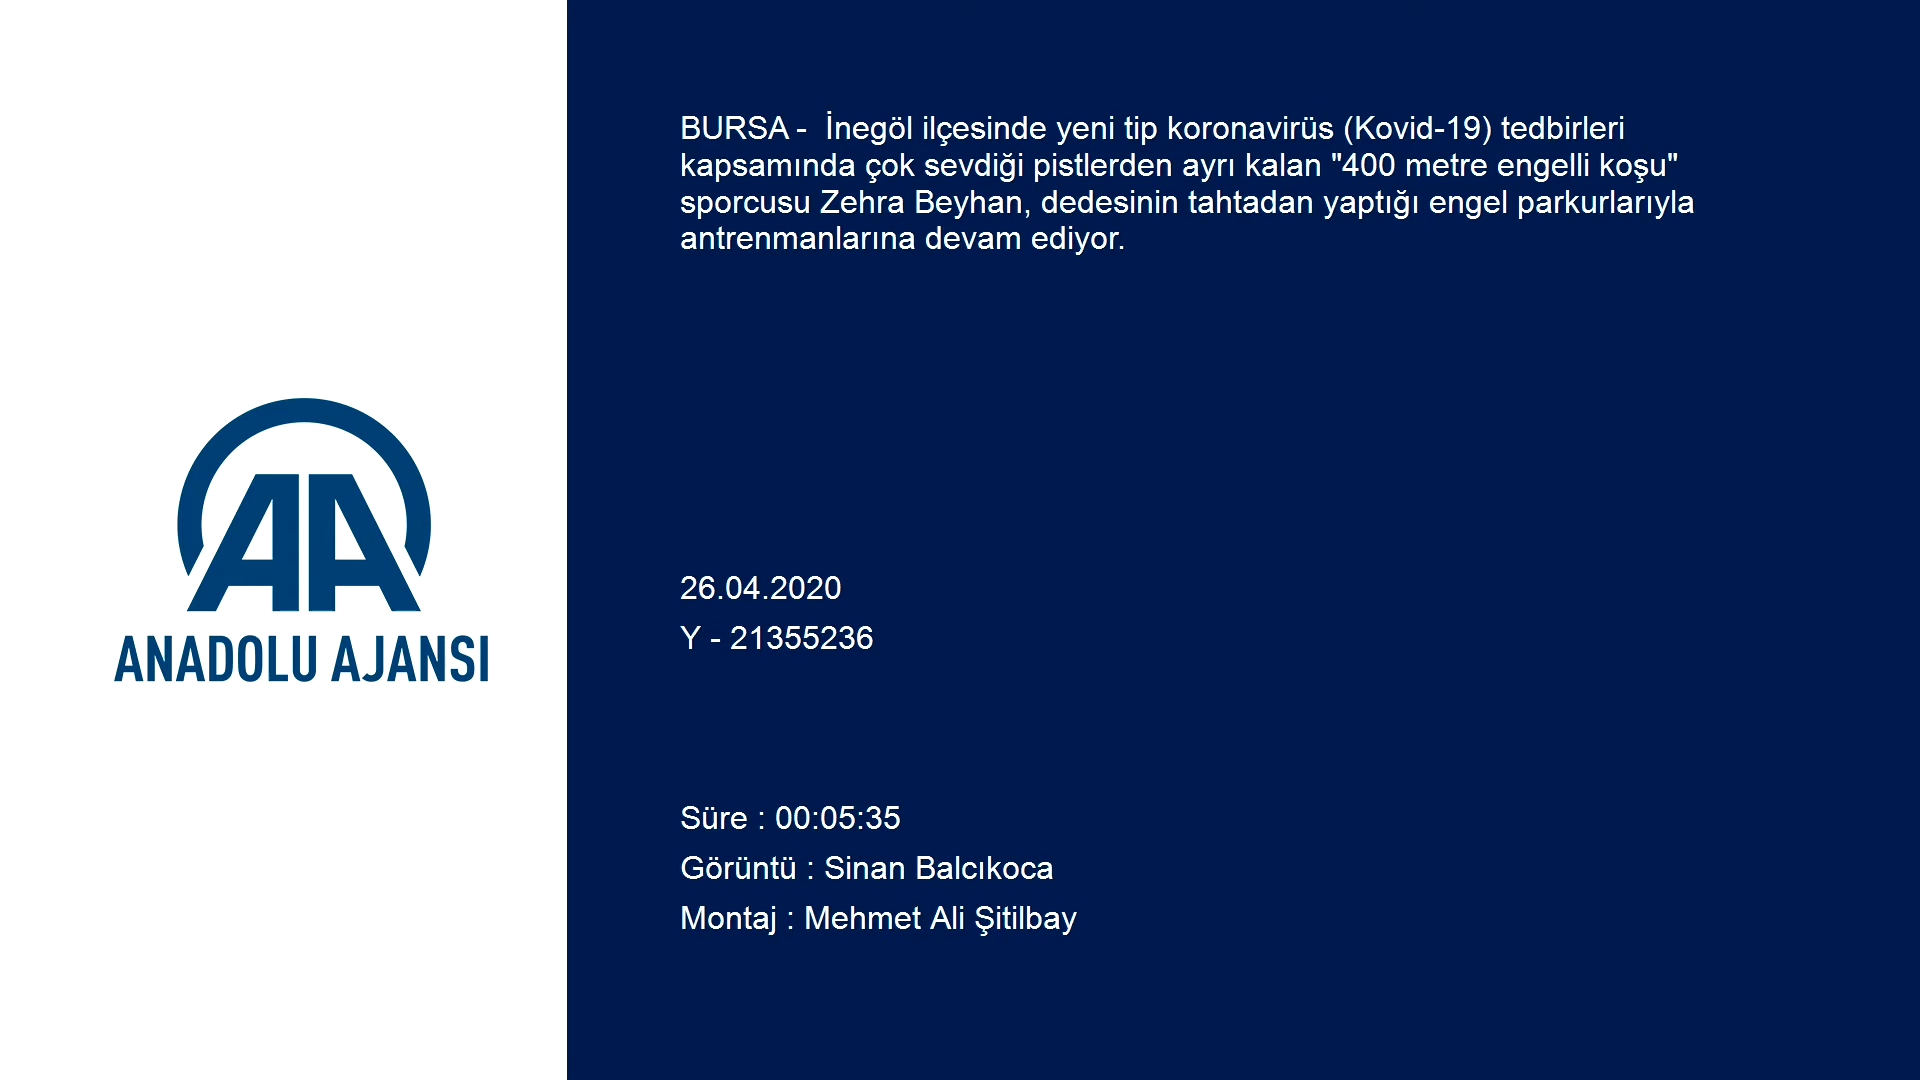 BURSA -  İnegöl ilçesinde yeni tip koronavirüs (Kovid-19) tedbirleri
kapsamında çok sevdiği pistlerden ayrı kalan "400 metre engelli koşu"
sporcusu Zehra Beyhan, dedesinin tahtadan yaptığı engel parkurlarıyla
antrenmanlarına devam ediyor.
AA
ANADOLU AJANSI
26.04.2020
Y - 21355236
Süre : 00:05:35
Görüntü : Sinan Balcıkoca
Montaj : Mehmet Ali Şitilbay